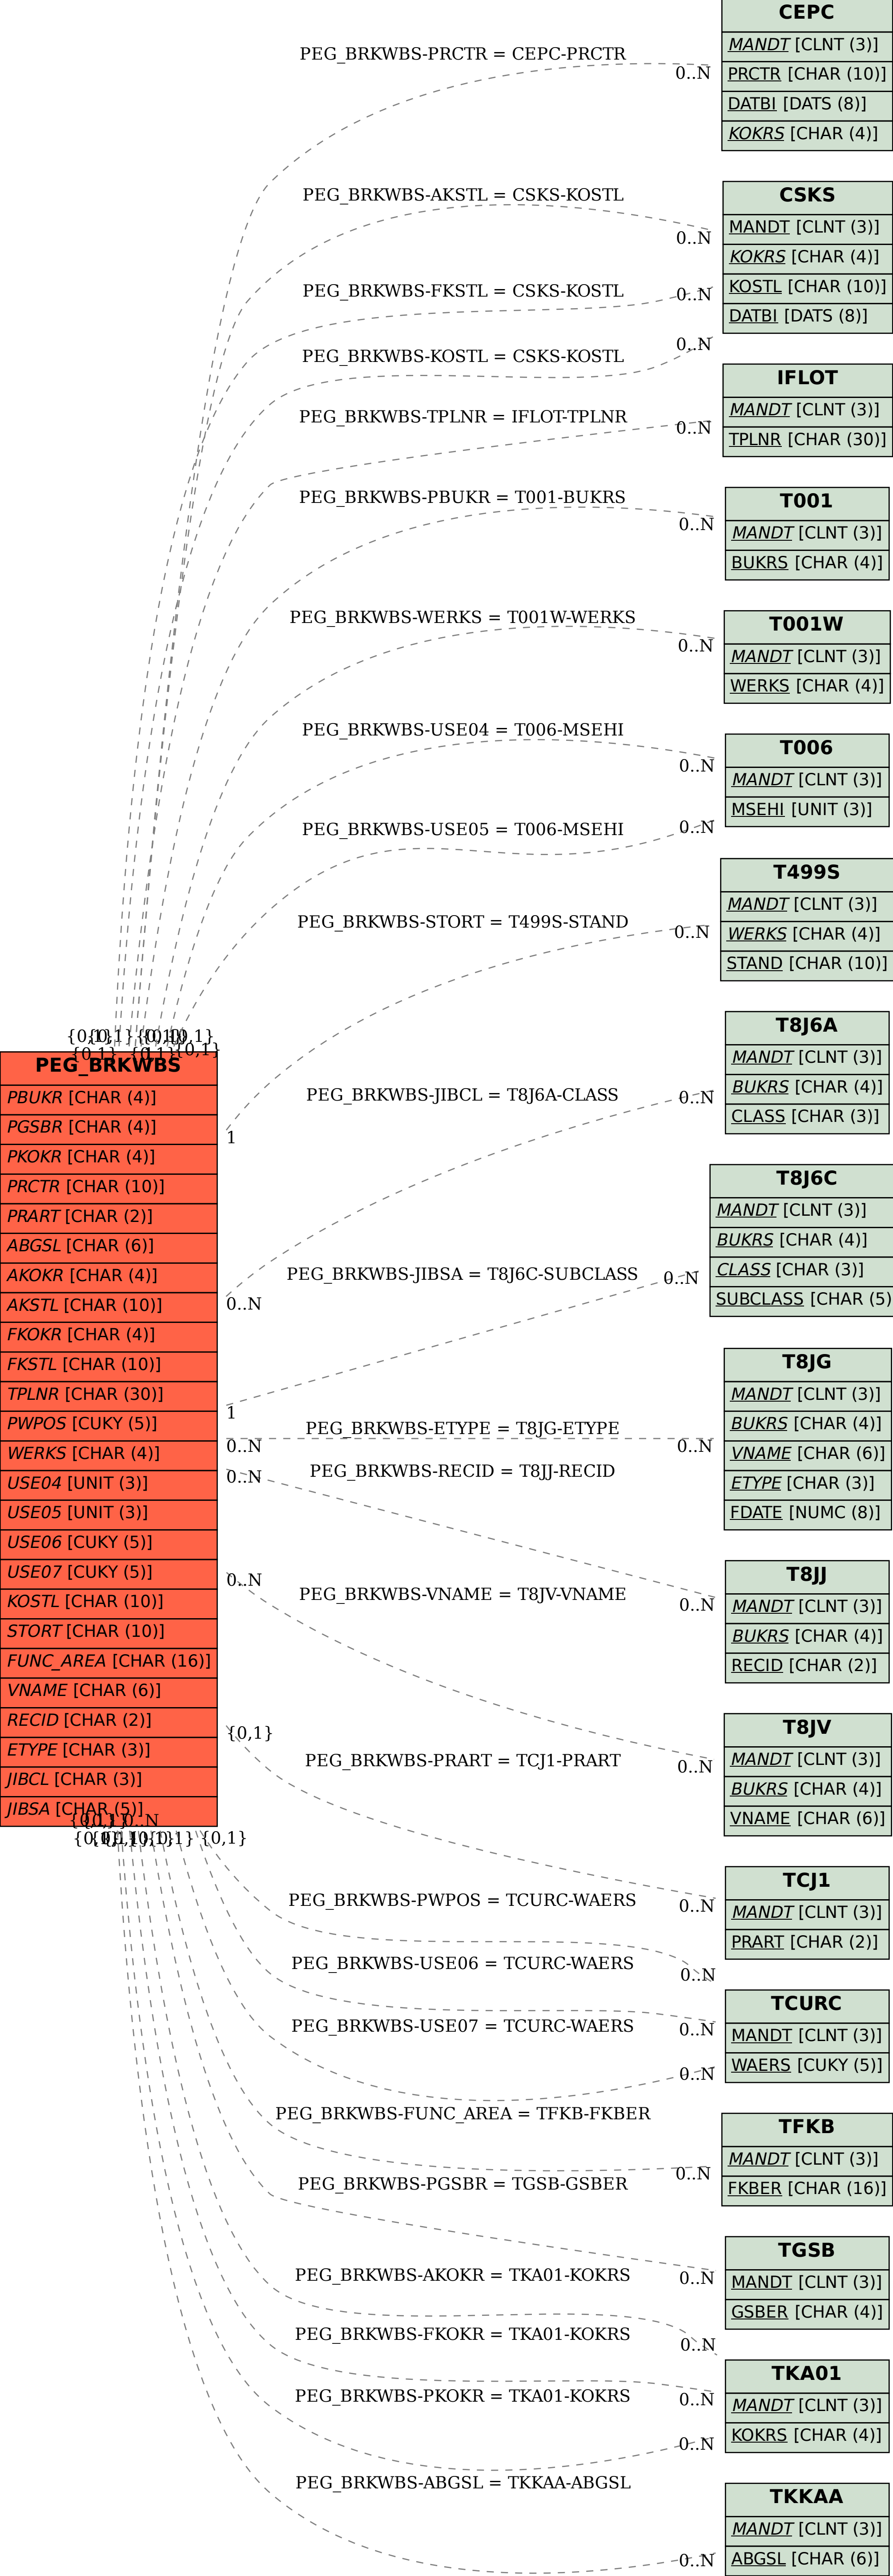 CEPC
MANDT [CLNT (3)]
PRCTR [CHAR (10)]
DATBI [DATS (8)]
KOKRS [CHAR (4)]
PEG_BRKWBS-PRCTR = CEPC-PRCTR
0..N
CSKS
MANDT [CLNT (3)]
KOKRS [CHAR (4)]
KOSTL [CHAR (10)]
DATBI [DATS (8)]
PEG_BRKWBS-AKSTL = CSKS-KOSTL
0..N
PEG_BRKWBS-FKSTL = CSKS-KOSTL
0..N
PEG_BRKWBS-KOSTL = CSKS-KOSTL
0..N
IFLOT
MANDT [CLNT (3)]
TPLNR [CHAR (30)]
PEG_BRKWBS-TPLNR = IFLOT-TPLNR
0..N
T001
MANDT [CLNT (3)]
BUKRS [CHAR (4)]
PEG_BRKWBS-PBUKR = T001-BUKRS
0..N
T001W
MANDT [CLNT (3)]
WERKS [CHAR (4)]
PEG_BRKWBS-WERKS = T001W-WERKS
0..N
T006
MANDT [CLNT (3)]
MSEHI [UNIT (3)]
PEG_BRKWBS-USE04 = T006-MSEHI
0..N
PEG_BRKWBS-USE05 = T006-MSEHI
0..N
T499S
MANDT [CLNT (3)]
WERKS [CHAR (4)]
STAND [CHAR (10)]
PEG_BRKWBS-STORT = T499S-STAND
0..N
{0,1}
PEG_BRKWBS
PBUKR [CHAR (4)]
PGSBR [CHAR (4)]
PKOKR [CHAR (4)]
PRCTR [CHAR (10)]
PRART [CHAR (2)]
ABGSL [CHAR (6)]
AKOKR [CHAR (4)]
AKSTL [CHAR (10)]
FKOKR [CHAR (4)]
FKSTL [CHAR (10)]
TPLNR [CHAR (30)]
PWPOS [CUKY (5)]
WERKS [CHAR (4)]
USE04 [UNIT (3)]
USE05 [UNIT (3)]
USE06 [CUKY (5)]
USE07 [CUKY (5)]
KOSTL [CHAR (10)]
STORT [CHAR (10)]
FUNC_AREA [CHAR (16)]
VNAME [CHAR (6)]
RECID [CHAR (2)]
ETYPE [CHAR (3)]
JIBCL [CHAR (3)]
JIBSA [CHAR (5)]
1
T8J6A
MANDT [CLNT (3)]
BUKRS [CHAR (4)]
CLASS [CHAR (3)]
PEG_BRKWBS-JIBCL = T8J6A-CLASS
0..N
0..N
T8J6C
MANDT [CLNT (3)]
BUKRS [CHAR (4)]
CLASS [CHAR (3)]
SUBCLASS [CHAR (5)
PEG_BRKWBS-JIBSA = T8J6C-SUBCLASS
0..N
1
T8JG
MANDT [CLNT (3)]
BUKRS [CHAR (4)]
VNAME [CHAR (6)]
ETYPE [CHAR (3)]
FDATE [NUMC (8)]
PEG_BRKWBS-ETYPE = T8JG-ETYPE
0..N
0..N
PEG_BRKWBS-RECID = T8JJ-RECID
0..N
T8JJ
MANDT [CLNT (3)]
BUKRS [CHAR (4)]
RECID [CHAR (2)]
0..N
PEG_BRKWBS-VNAME = T8JV-VNAME
0..N
T8JV
MANDT [CLNT (3)]
BUKRS [CHAR (4)]
VNAME [CHAR (6)]
0..N
{0,1}
PEG_BRKWBS-PRART = TCJ1-PRART
TCJ1
MANDT [CLNT (3)]
PRART [CHAR (2)]
0..N
0..N
{0,1}
PEG_BRKWBS-PWPOS = TCURC-WAERS
0..N
PEG_BRKWBS-USE06 = TCURC-WAERS
TCURC
MANDT [CLNT (3)]
WAERS [CUKY (5)]
0..N
PEG_BRKWBS-USE07 = TCURC-WAERS
0..N
PEG_BRKWBS-FUNC_AREA = TFKB-FKBER
TFKB
MANDT [CLNT (3)]
FKBER [CHAR (16)]
0..N
PEG_BRKWBS-PGSBR = TGSB-GSBER
TGSB
MANDT [CLNT (3)]
GSBER [CHAR (4)]
0..N
PEG_BRKWBS-AKOKR = TKA01-KOKRS
0..N
PEG_BRKWBS-FKOKR = TKA01-KOKRS
TKA01
MANDT [CLNT (3)]
KOKRS [CHAR (4)]
0..N
PEG_BRKWBS-PKOKR = TKA01-KOKRS
0..N
PEG_BRKWBS-ABGSL = TKKAA-ABGSL
TKKAA
MANDT [CLNT (3)]
ABGSL [CHAR (6)]
0..N